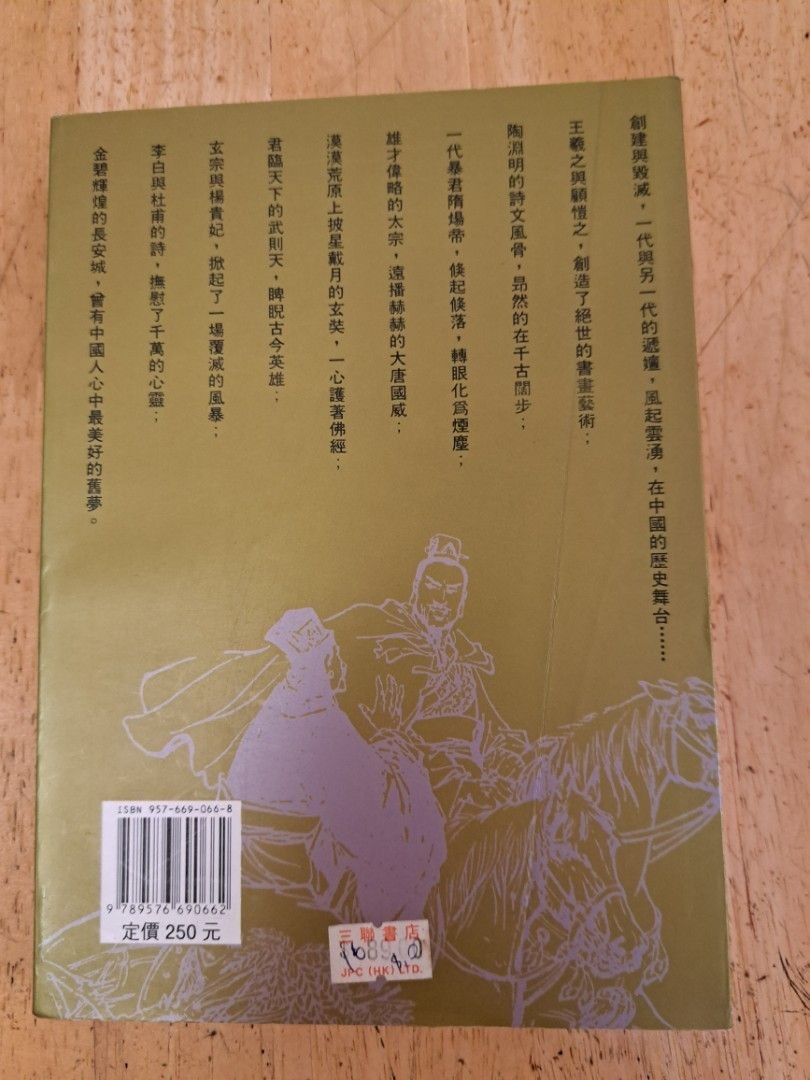 創建與毀滅，一代與另一代的遞嬗，風起雲湧，在中國的歷史舞台……
王羲之與顧愷之，創造了絕世的書畫藝術；
陶淵明的詩文風骨，昂然的在千古闊步；
一代暴君隋煬帝，倏起倏落，轉眼化為煙塵；
雄才偉略的太宗，遠播赫赫的大唐國威；
漠漠荒原上披星戴月的玄奘，一心護著佛經；
君臨天下的武則天，睥睨古今英雄；
玄宗與楊貴妃，掀起了一場覆滅的風暴；
李白與杜甫的詩，撫慰了千萬的心靈；
金碧輝煌的長安城，曾有中國人心中最美好的舊夢。
ISBN 957-669-066-8
9 789576 690662
定價 250 元
三聯書店
JPC (HK) LTD.